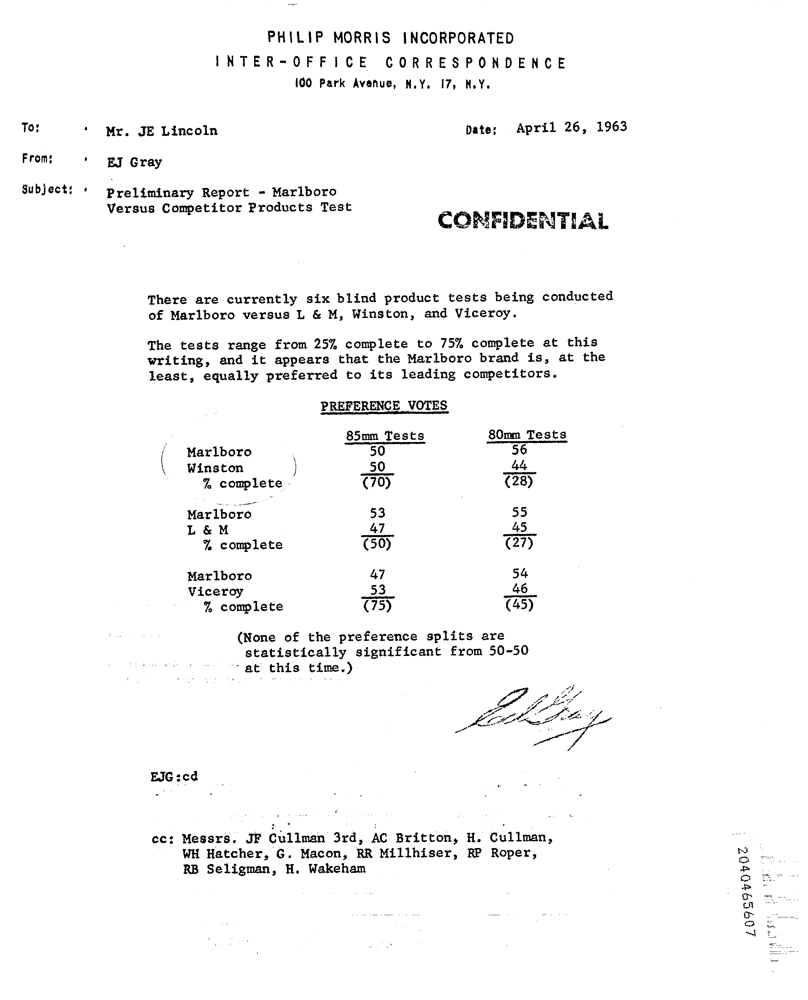 PHILIP MORRIS INCORPORATED
INTER-OFFICE CORRESPONDENCE
100 Park Avenue, N.Y. 17, N.Y.
To: Mr. JE Lincoln Date: April 26, 1963
From: EJ Gray
Subject: Preliminary Report - Marlboro
Versus Competitor Products Test
CONFIDENTIAL
There are currently six blind product tests being conducted
of Marlboro versus L & M, Winston, and Viceroy.
The tests range from 25% complete to 75% complete at this
writing, and it appears that the Marlboro brand is, at the
least, equally preferred to its leading competitors.
PREFERENCE VOTES
85mm Tests 80mm Tests
Marlboro 50 56
Winston 50 44
% complete (70) (28)
Marlboro 53 55
L & M 47 45
% complete (50) (27)
Marlboro 47 54
Viceroy 53 46
% complete (75) (45)
(None of the preference splits are
statistically significant from 50-50
at this time.)
Ed Gray
EJG:cd
cc: Messrs. JF Cullman 3rd, AC Britton, H. Cullman,
WH Hatcher, G. Macon, RR Millhiser, RP Roper,
RB Seligman, H. Wakeham
2040465607